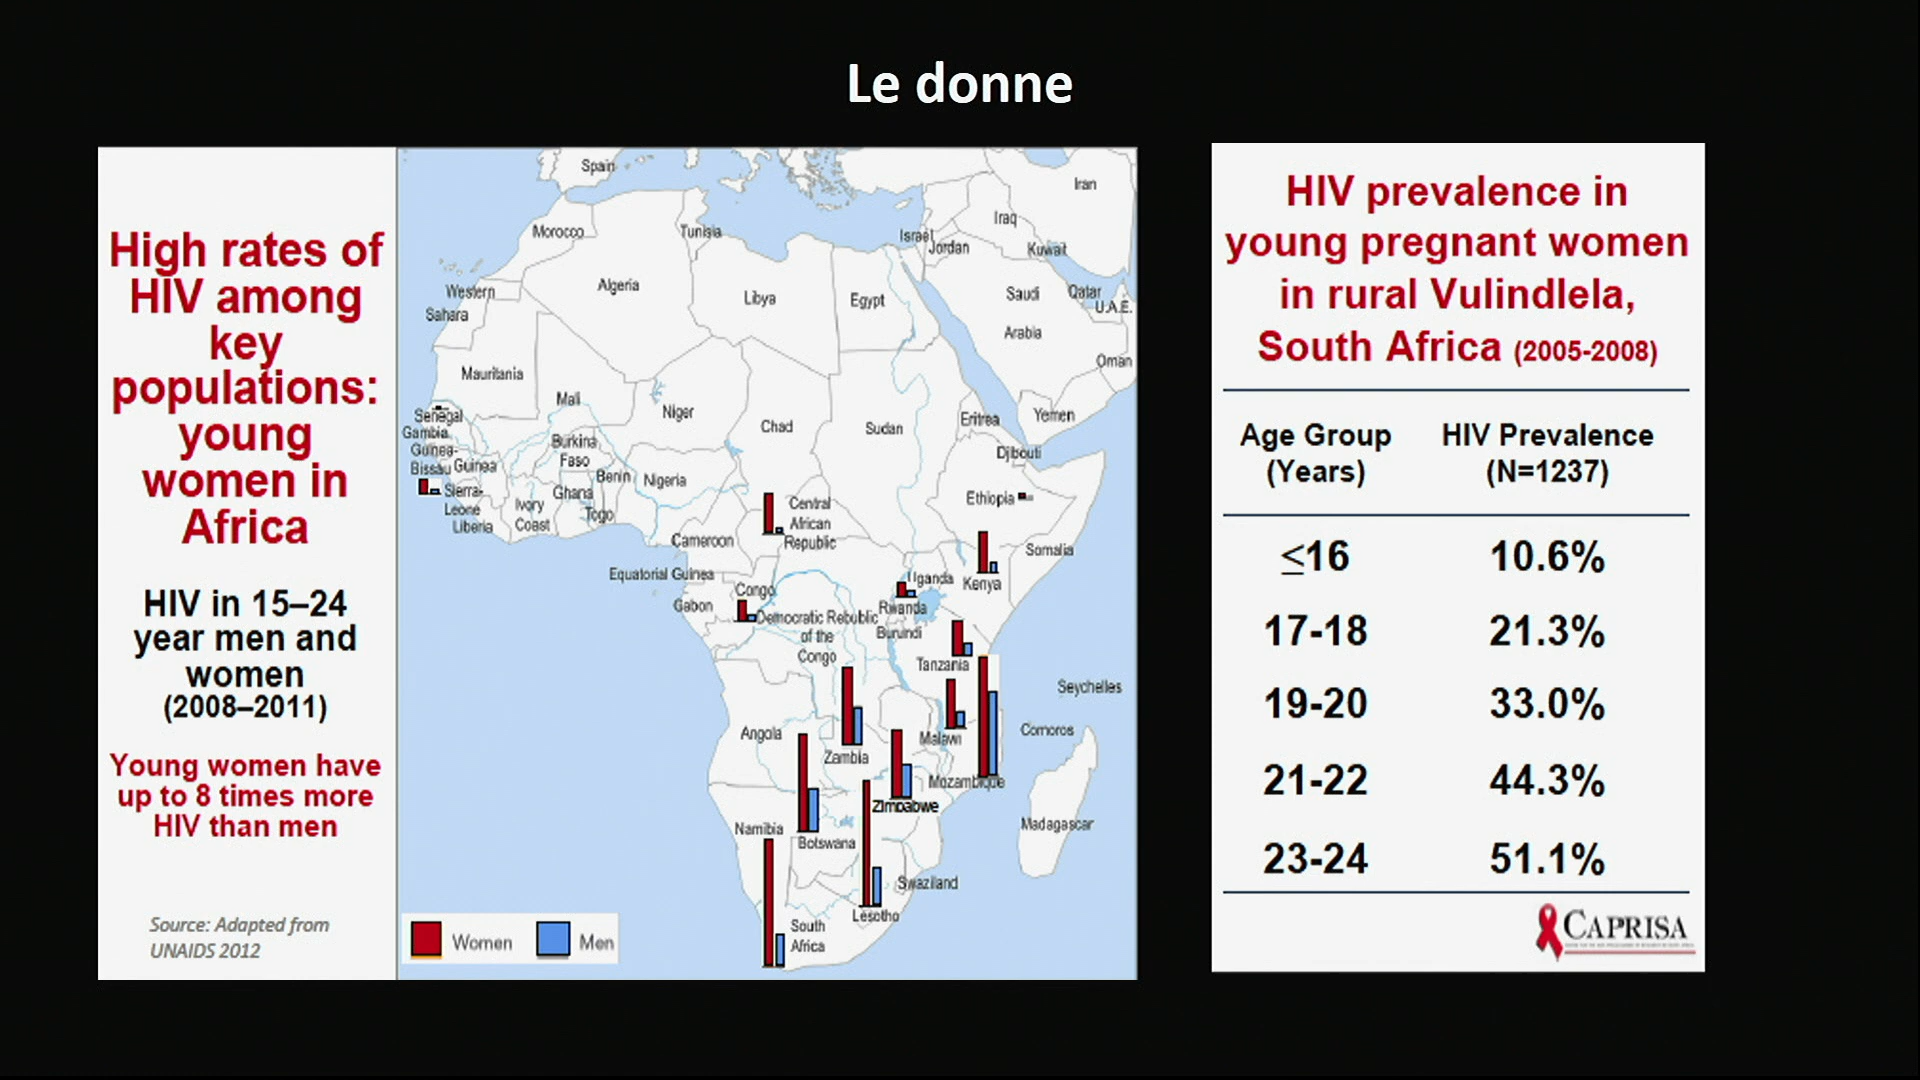 Le donne
High rates of
HIV among
key
populations:
young
women in
Africa
HIV in 15–24
year men and
women
(2008–2011)
Young women have
up to 8 times more
HIV than men
Source: Adapted from
UNAIDS 2012
Spain
Iran
Morocco
Tunisia
Iraq
Israel
Jordan
Kuwait
Algeria
Libya
Egypt
Western
Sahara
Saudi
Arabia
Qatar
U.A.E.
Oman
Mauritania
Mali
Niger
Chad
Sudan
Eritrea
Yemen
Senegal
Gambia
Guinea-
Bissau
Guinea
Burkina
Faso
Djibouti
Benin
Nigeria
Sierra-
Leone
Ivory
Coast
Ghana
Togo
Liberia
Central
African
Republic
Ethiopia
Cameroon
Somalia
Equatorial Guinea
Congo
Uganda
Kenya
Gabon
Democratic Republic
of the
Congo
Rwanda
Burundi
Tanzania
Seychelles
Angola
Zambia
Malawi
Comoros
Mozambique
Zimbabwe
Namibia
Botswana
Madagascar
Swaziland
Lesotho
South
Africa
Women
Men
HIV prevalence in
young pregnant women
in rural Vulindlela,
South Africa (2005-2008)
Age Group
(Years)
HIV Prevalence
(N=1237)
≤16 10.6%
17-18 21.3%
19-20 33.0%
21-22 44.3%
23-24 51.1%
CAPRISA